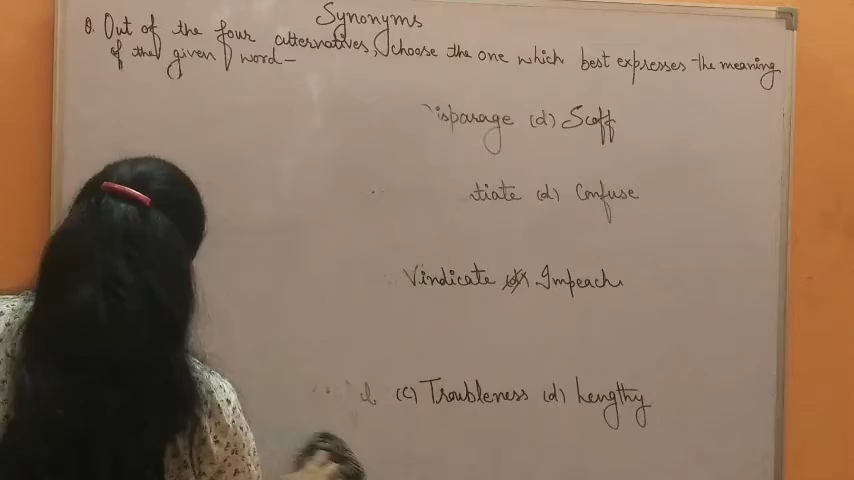 Synonyms
Q. Out of the four alternatives, choose the one which best expresses the meaning
of the given word-
isparage (d) Scoff
tiate (d) Confuse
Vindicate (d) Impeach
(c) Troubleness (d) Lengthy